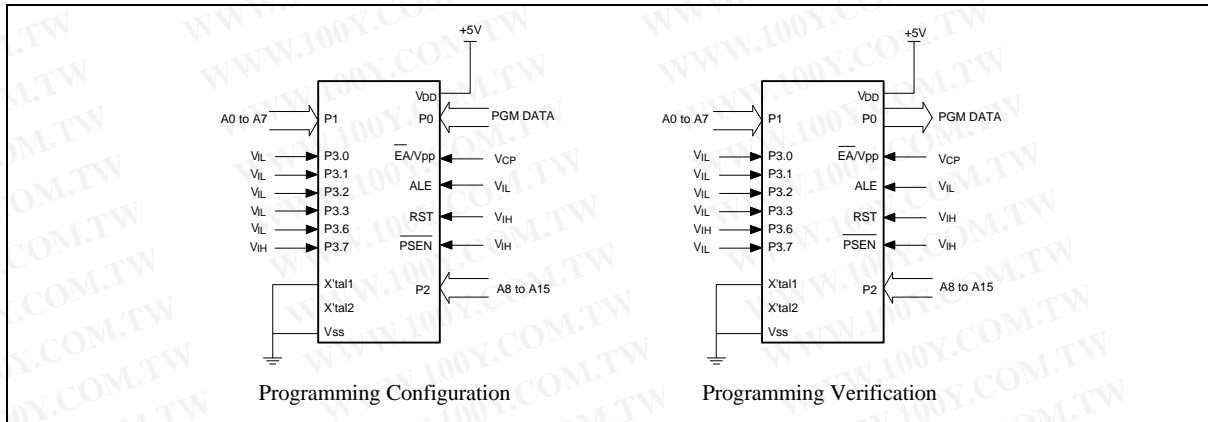 +5V
VDD
A0 to A7 P1 P0 PGM DATA
VIL P3.0 EA/Vpp VCP
VIL P3.1
VIL P3.2 ALE VIL
VIL P3.3 RST VIH
VIL P3.6
VIH P3.7 PSEN VIH
X'tal1 P2 A8 to A15
X'tal2
Vss
Programming Configuration
+5V
VDD
A0 to A7 P1 P0 PGM DATA
VIL P3.0 EA/Vpp VCP
VIL P3.1
VIL P3.2 ALE VIL
VIL P3.3 RST VIH
VIH P3.6
VIL P3.7 PSEN VIH
X'tal1 P2 A8 to A15
X'tal2
Vss
Programming Verification
WWW.100Y.COM.TW